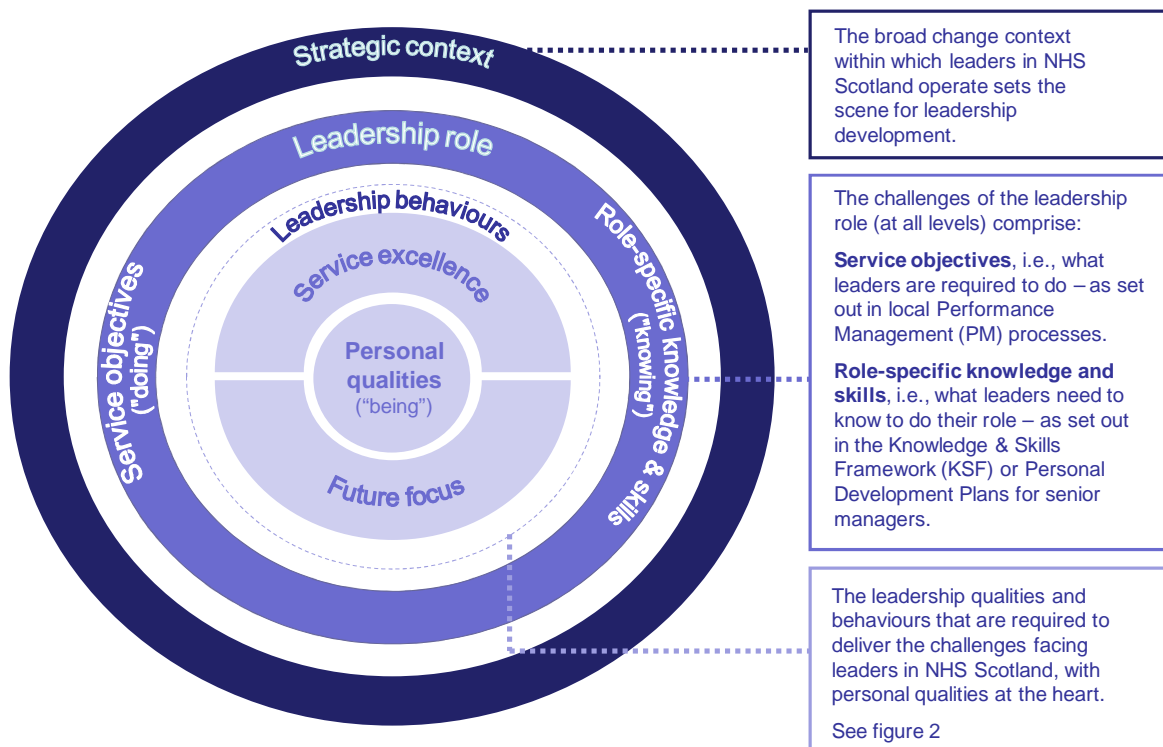 Strategic context
Leadership role
Leadership behaviours
Service excellence
Personal
qualities
(“being”)
Future focus
Service objectives
("doing")
Role-specific knowledge & skills
("knowing")
The broad change context
within which leaders in NHS
Scotland operate sets the
scene for leadership
development.
The challenges of the leadership
role (at all levels) comprise:
Service objectives, i.e., what
leaders are required to do – as set
out in local Performance
Management (PM) processes.
Role-specific knowledge and
skills, i.e., what leaders need to
know to do their role – as set out
in the Knowledge & Skills
Framework (KSF) or Personal
Development Plans for senior
managers.
The leadership qualities and
behaviours that are required to
deliver the challenges facing
leaders in NHS Scotland, with
personal qualities at the heart.
See figure 2